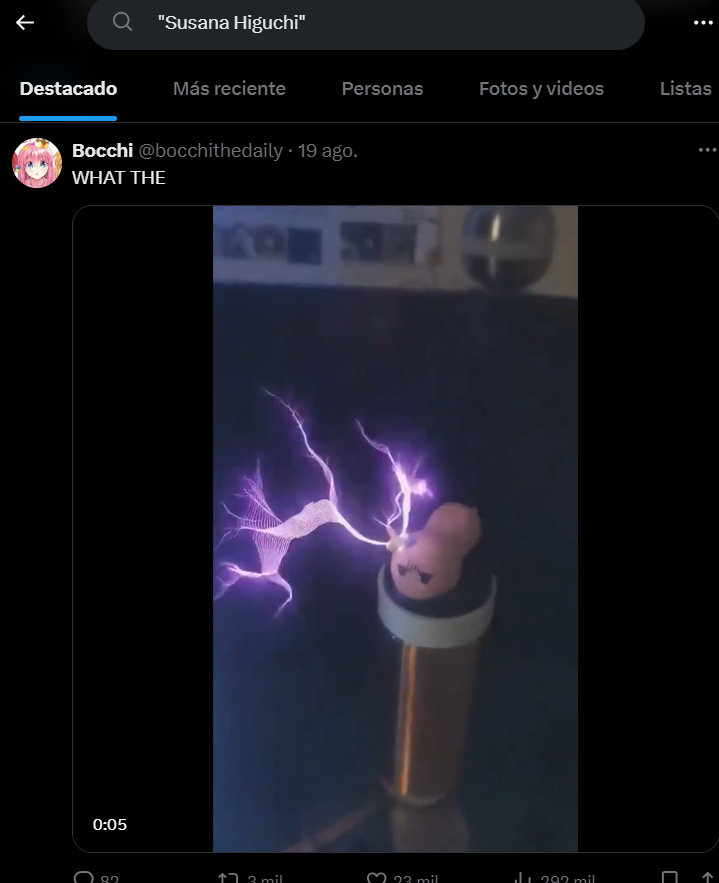 "Susana Higuchi"
Destacado Más reciente Personas Fotos y videos Listas
Bocchi @bocchithedaily · 19 ago.
WHAT THE
0:05
82 3 mil 23 mil 292 mil